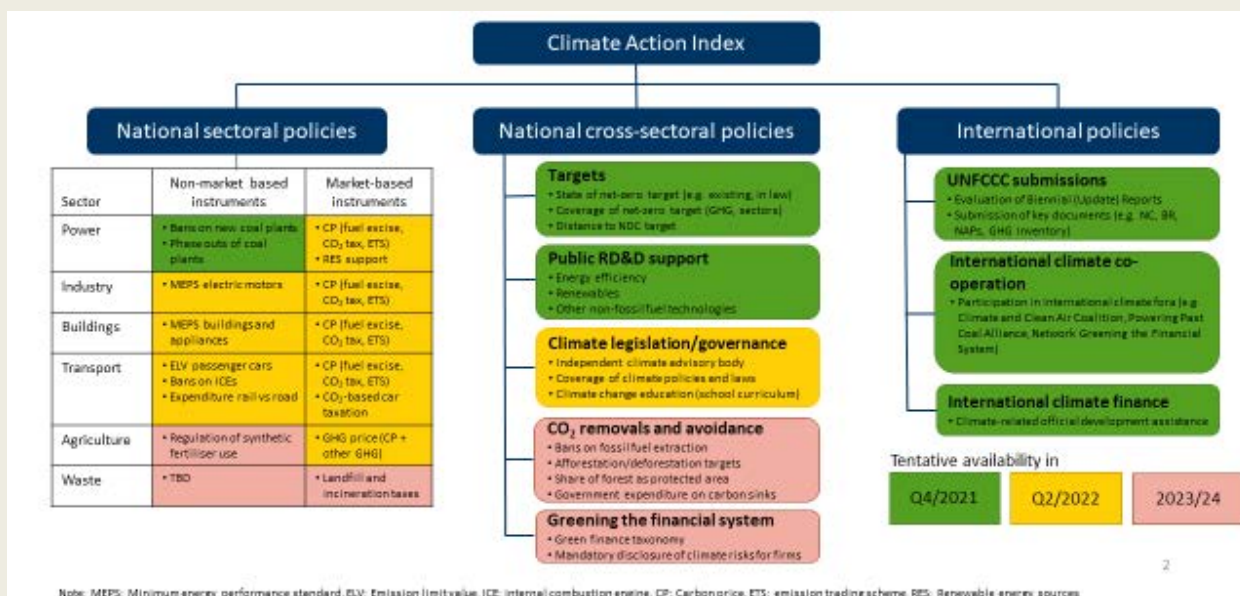 Climate Action Index
National sectoral policies
Sector
Non-market based
instruments
Market-based
instruments
Power
• Bans on new coal plants
• Phase outs of coal
plants
• CP (fuel excise,
CO₂ tax, ETS)
• RES support
Industry
• MEPS electric motors
• CP (fuel excise,
CO₂ tax, ETS)
Buildings
• MEPS buildings and
appliances
• CP (fuel excise,
CO₂ tax, ETS)
Transport
• ELV passenger cars
• Bans on ICEs
• Expenditure rail vs road
• CP (fuel excise,
CO₂ tax, ETS)
• CO₂-based car
taxation
Agriculture
• Regulation of synthetic
fertiliser use
• GHG price (CP +
other GHG)
Waste
• TBD
• Landfill and
incineration taxes
National cross-sectoral policies
Targets
• State of net-zero target (e.g. existing, in law)
• Coverage of net-zero target (GHG, sectors)
• Distance to NDC target
Public RD&D support
• Energy efficiency
• Renewables
• Other non-fossil fuel technologies
Climate legislation/governance
• Independent climate advisory body
• Coverage of climate policies and laws
• Climate change education (school curriculum)
CO₂ removals and avoidance
• Bans on fossil fuel extraction
• Afforestation/deforestation targets
• Share of forest as protected area
• Government expenditure on carbon sinks
Greening the financial system
• Green finance taxonomy
• Mandatory disclosure of climate risks for firms
International policies
UNFCCC submissions
• Evaluation of Biennial (Update) Reports
• Submission of key documents (e.g. NC, BR,
NAPs, GHG Inventory)
International climate co-
operation
• Participation in international climate fora (e.g.
Climate and Clean Air Coalition, Powering Past
Coal Alliance, Network Greening the Financial
System)
International climate finance
• Climate-related official development assistance
Tentative availability in
Q4/2021
Q2/2022
2023/24
2
Note: MEPS: Minimum energy performance standard, ELV: Emission limit value, ICE: internal combustion engine, CP: Carbon price, ETS: emission trading scheme, RES: Renewable energy sources